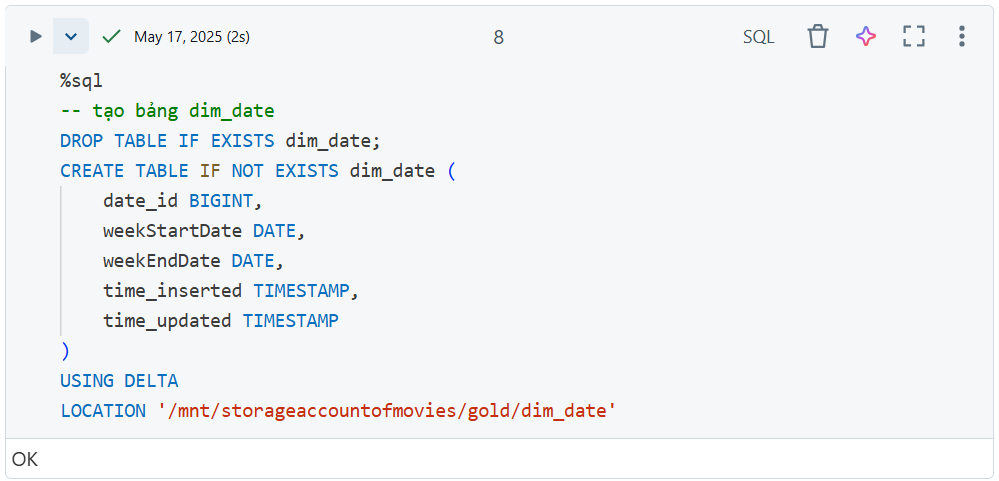 May 17, 2025 (2s) 8 SQL
%sql
-- tạo bảng dim_date
DROP TABLE IF EXISTS dim_date;
CREATE TABLE IF NOT EXISTS dim_date (
    date_id BIGINT,
    weekStartDate DATE,
    weekEndDate DATE,
    time_inserted TIMESTAMP,
    time_updated TIMESTAMP
)
USING DELTA
LOCATION '/mnt/storageaccountofmovies/gold/dim_date'
OK